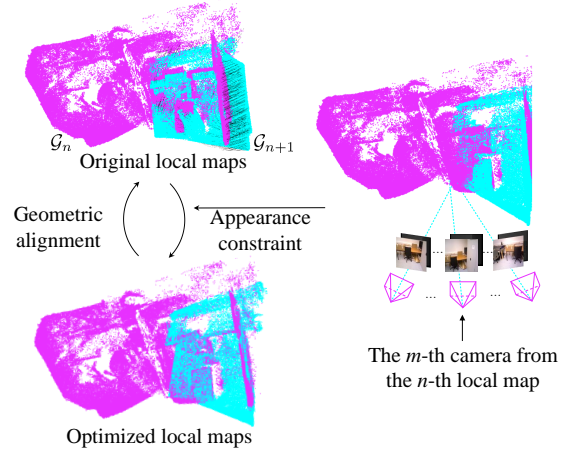 𝒢ₙ
𝒢ₙ₊₁
Original local maps
Geometric
alignment
Appearance
constraint
Optimized local maps
... ...
... ...
The m-th camera from
the n-th local map